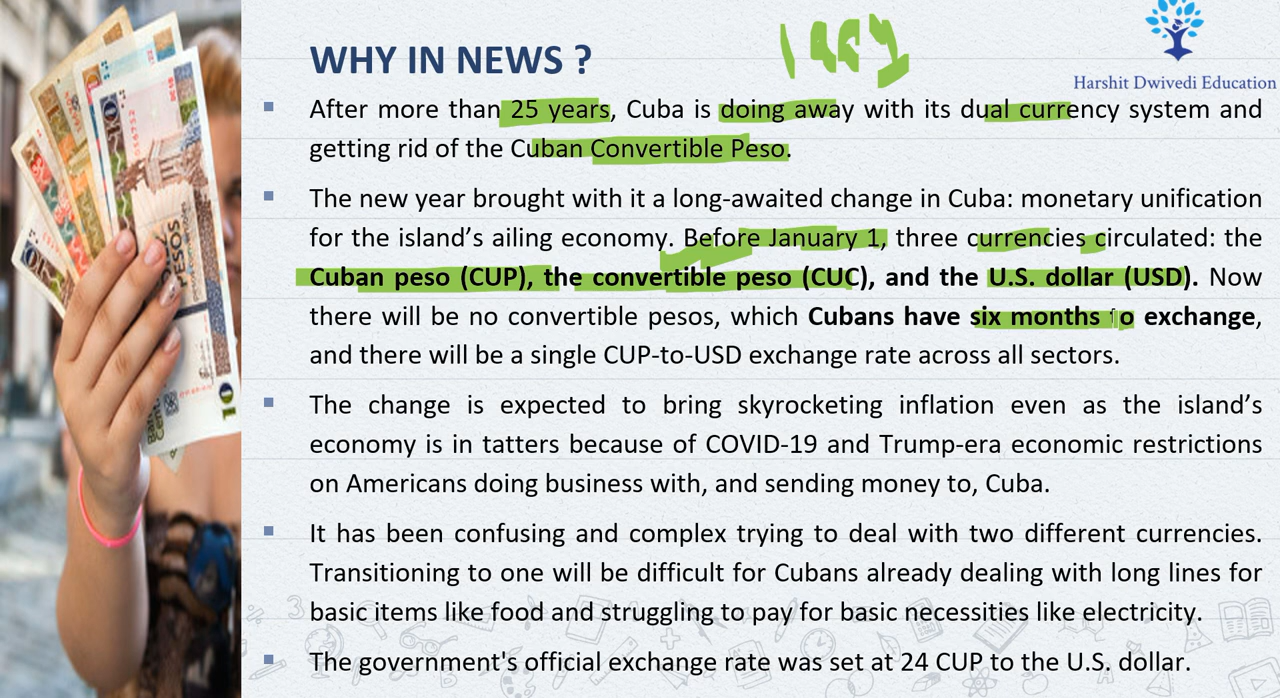 WHY IN NEWS ?
Harshit Dwivedi Education
▪ After more than 25 years, Cuba is doing away with its dual currency system and
getting rid of the Cuban Convertible Peso.
▪ The new year brought with it a long-awaited change in Cuba: monetary unification
for the island’s ailing economy. Before January 1, three currencies circulated: the
Cuban peso (CUP), the convertible peso (CUC), and the U.S. dollar (USD). Now
there will be no convertible pesos, which Cubans have six months to exchange,
and there will be a single CUP-to-USD exchange rate across all sectors.
▪ The change is expected to bring skyrocketing inflation even as the island’s
economy is in tatters because of COVID-19 and Trump-era economic restrictions
on Americans doing business with, and sending money to, Cuba.
▪ It has been confusing and complex trying to deal with two different currencies.
Transitioning to one will be difficult for Cubans already dealing with long lines for
basic items like food and struggling to pay for basic necessities like electricity.
▪ The government's official exchange rate was set at 24 CUP to the U.S. dollar.
PESOS
10